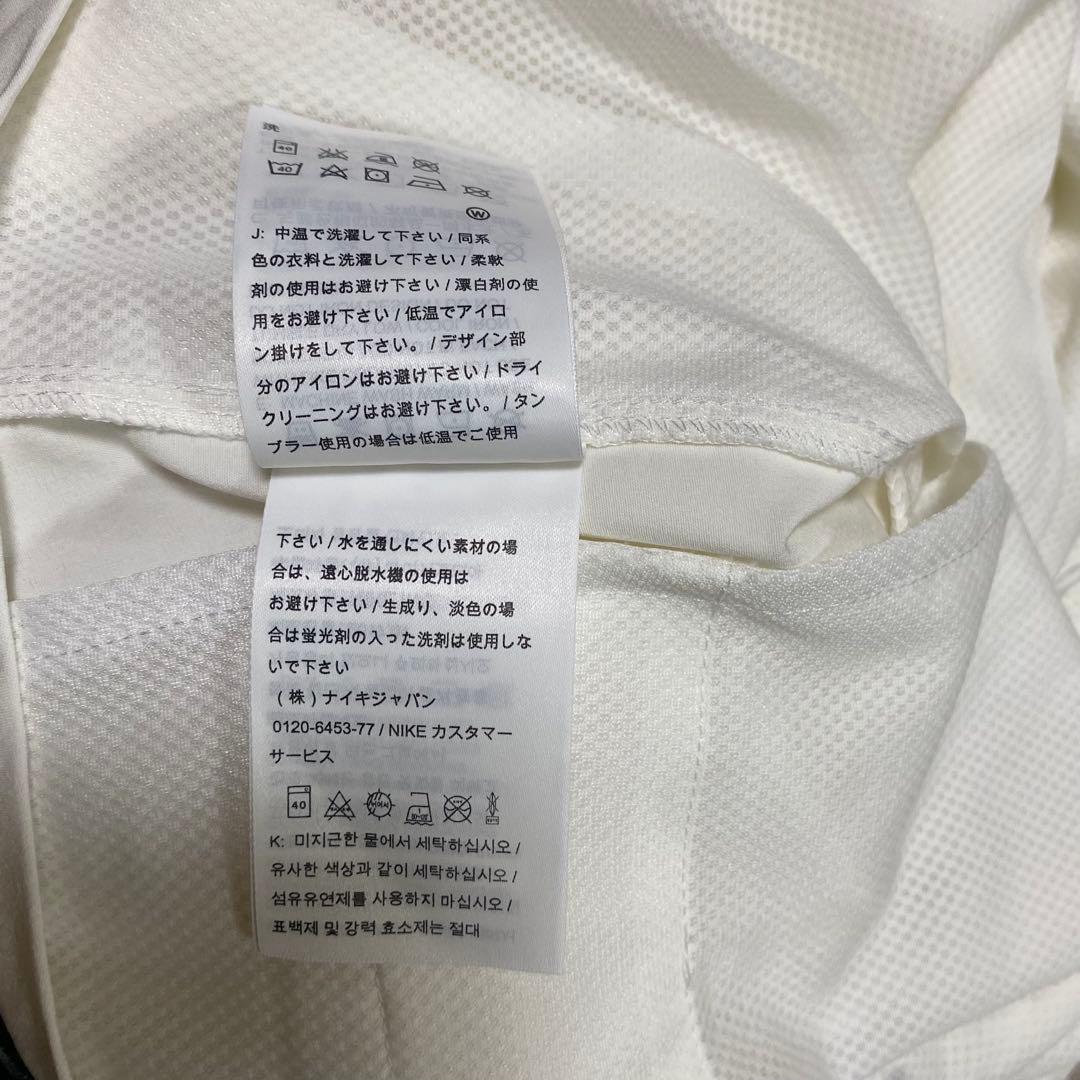 洗
40
40
W
J: 中温で洗濯して下さい / 同系
色の衣料と洗濯して下さい / 柔軟
剤の使用はお避け下さい / 漂白剤の使
用をお避け下さい / 低温でアイロ
ン掛けをして下さい。 / デザイン部
分のアイロンはお避け下さい / ドライ
クリーニングはお避け下さい。 / タン
ブラー使用の場合は低温でご使用
下さい / 水を通しにくい素材の場
合は、遠心脱水機の使用は
お避け下さい / 生成り、淡色の場
合は蛍光剤の入った洗剤は使用しな
いで下さい
(株) ナイキジャパン
0120-6453-77 / NIKE カスタマー
サービス
40
K: 미지근한 물에서 세탁하십시오 /
유사한 색상과 같이 세탁하십시오 /
섬유유연제를 사용하지 마십시오 /
표백제 및 강력 효소제는 절대